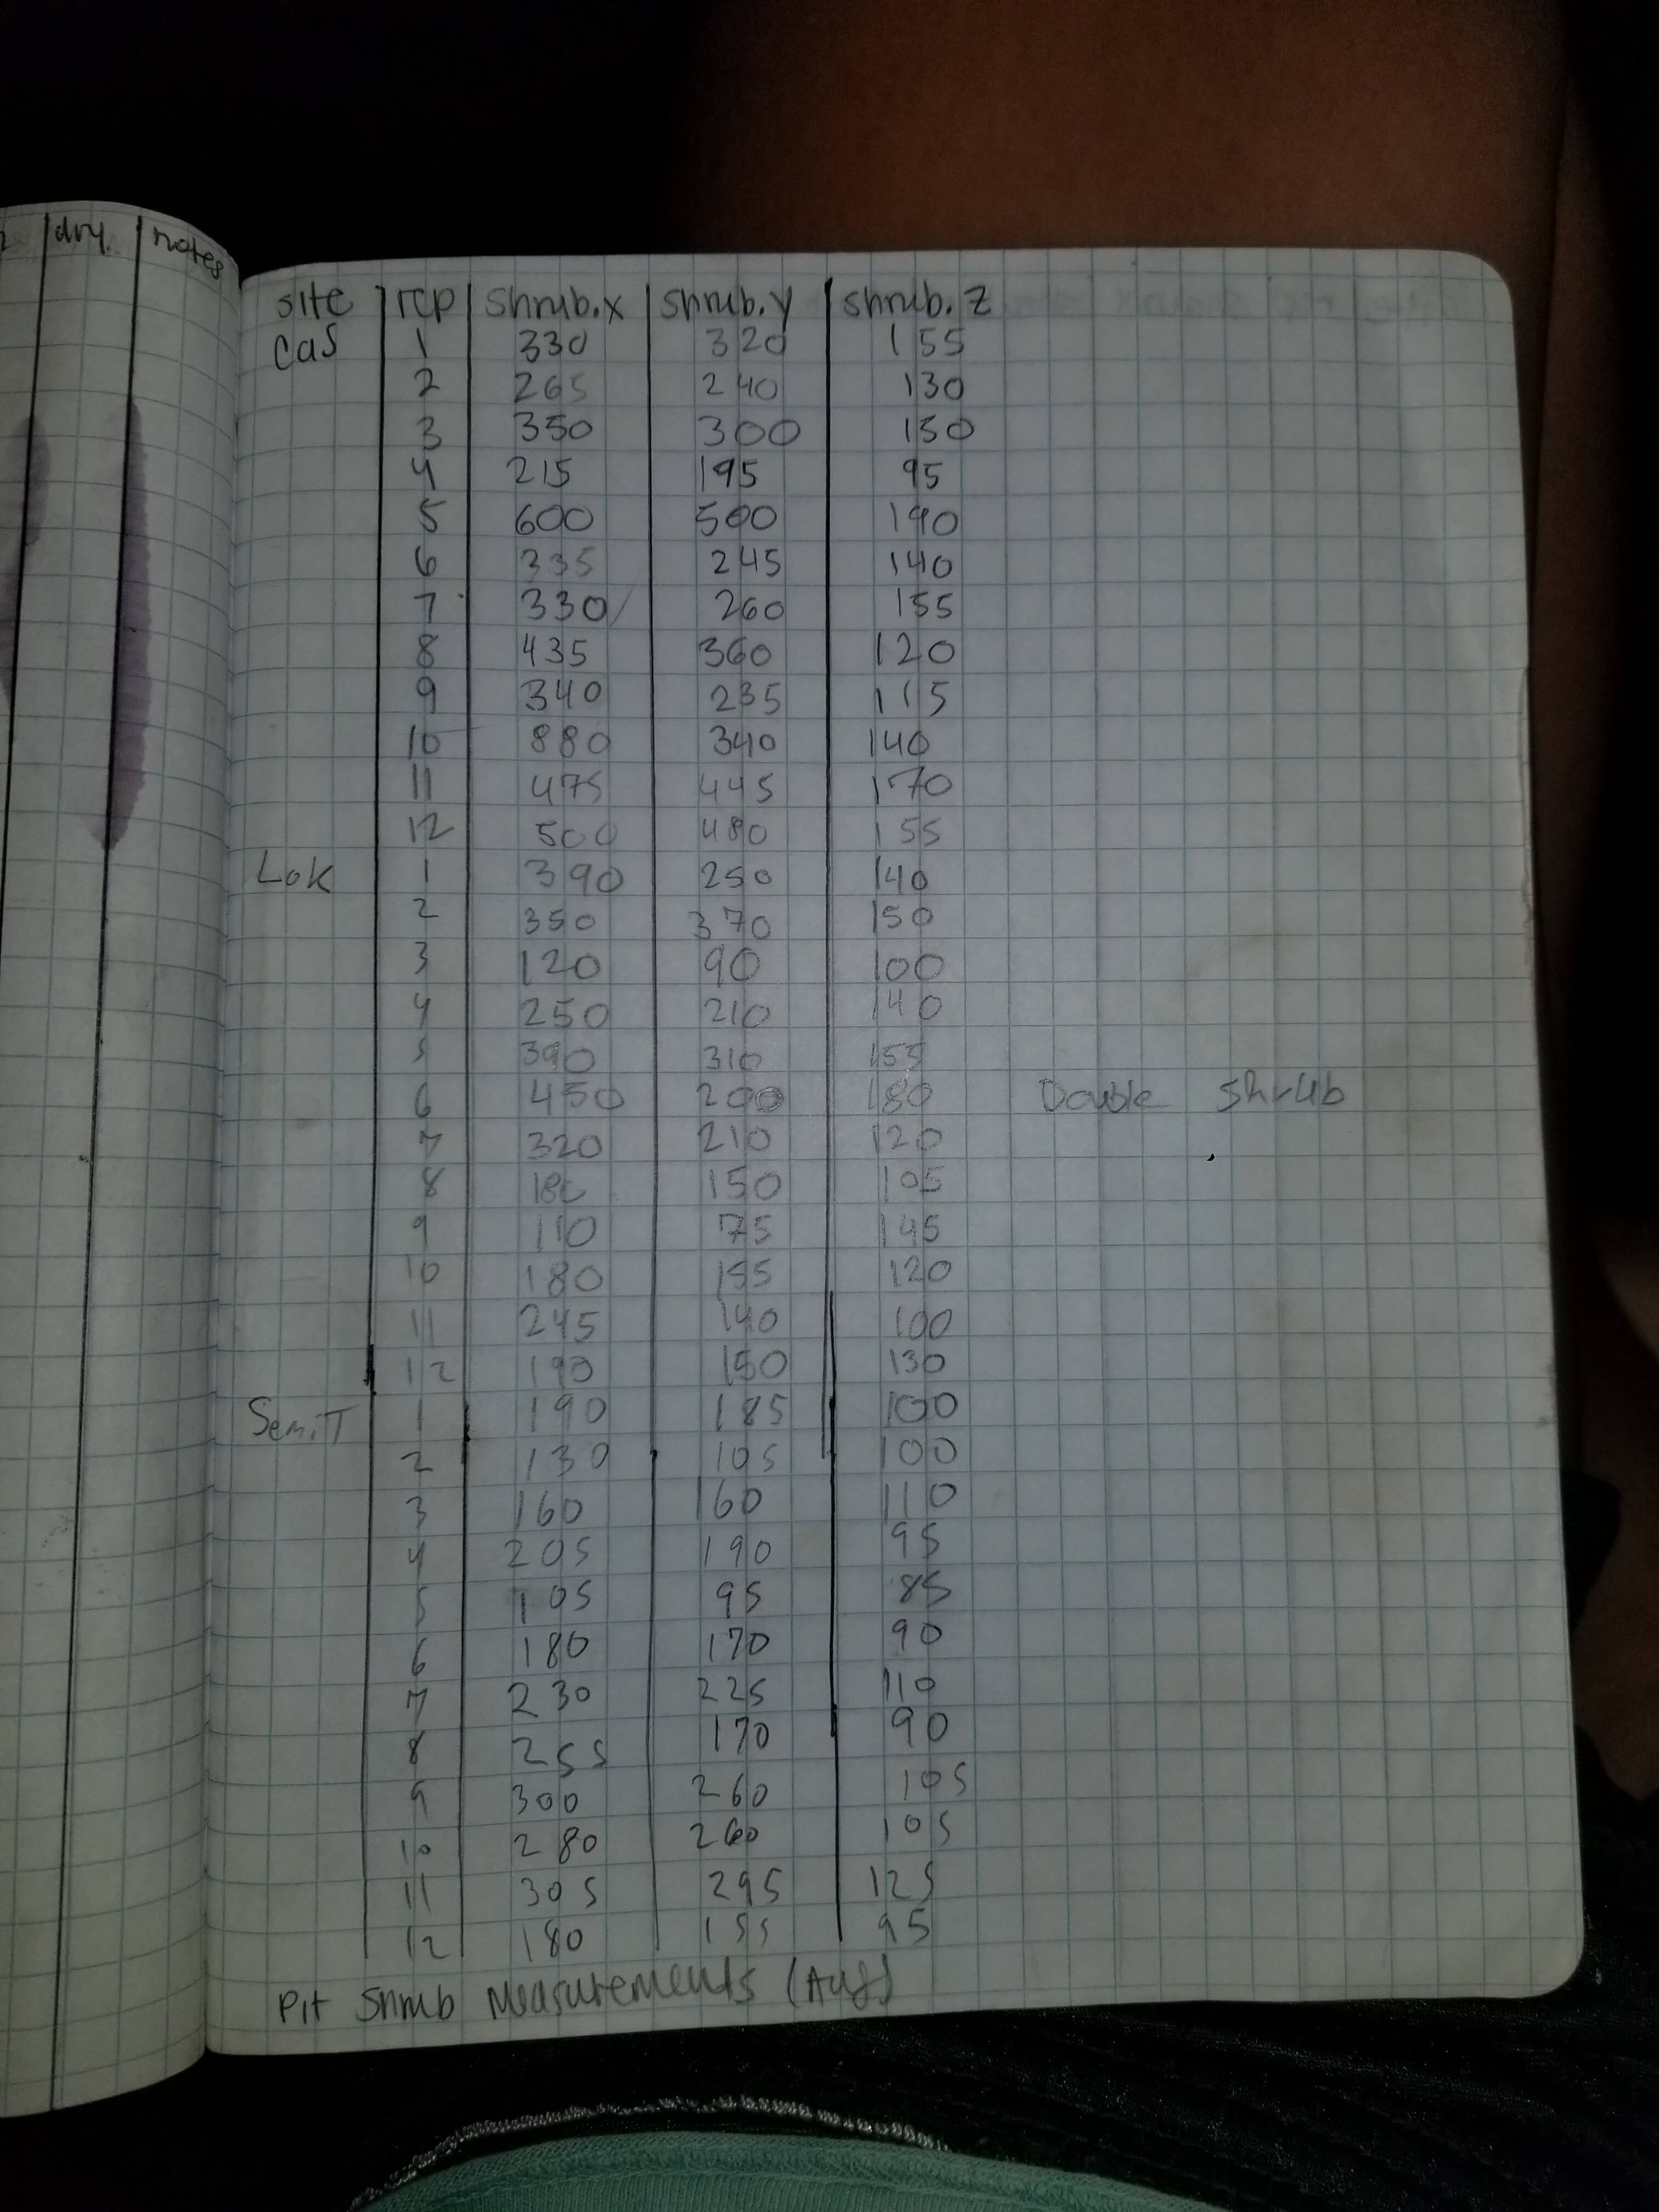 dry. notes
site rep shrub.x shrub.y shrub.z
Cas 1 330 320 155
2 265 240 130
3 350 300 150
4 215 195 95
5 600 500 190
6 335 245 140
7 330 260 155
8 435 360 120
9 340 235 115
10 880 340 140
11 475 445 170
12 500 480 155
Lok 1 390 250 140
2 350 370 150
3 120 90 100
4 250 210 140
5 390 310 155
6 450 200 180 Double shrub
7 320 210 120
8 180 150 105
9 110 75 145
10 180 155 120
11 245 140 100
12 190 150 130
SemiT 1 190 185 100
2 130 105 100
3 160 160 110
4 205 190 95
5 105 95 85
6 180 170 90
7 230 225 110
8 255 170 90
9 300 260 105
10 280 260 105
11 305 295 125
12 180 155 95
Pit Shrub Measurements (Aug)